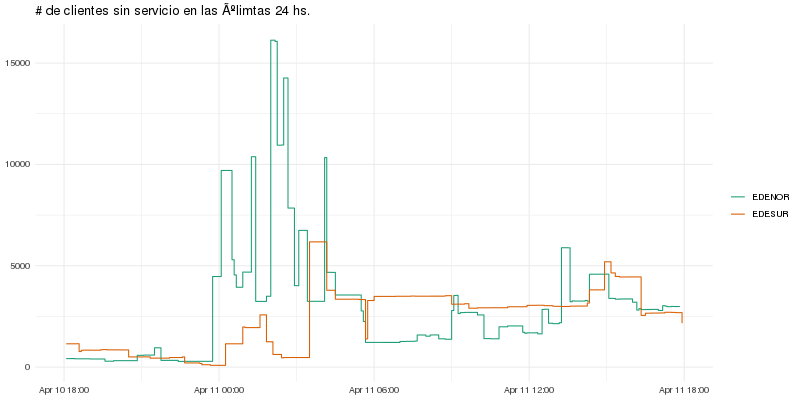 # de clientes sin servicio en las Ãºlimtas 24 hs.
15000
10000
5000
0
Apr 10 18:00
Apr 11 00:00
Apr 11 06:00
Apr 11 12:00
Apr 11 18:00
EDENOR
EDESUR